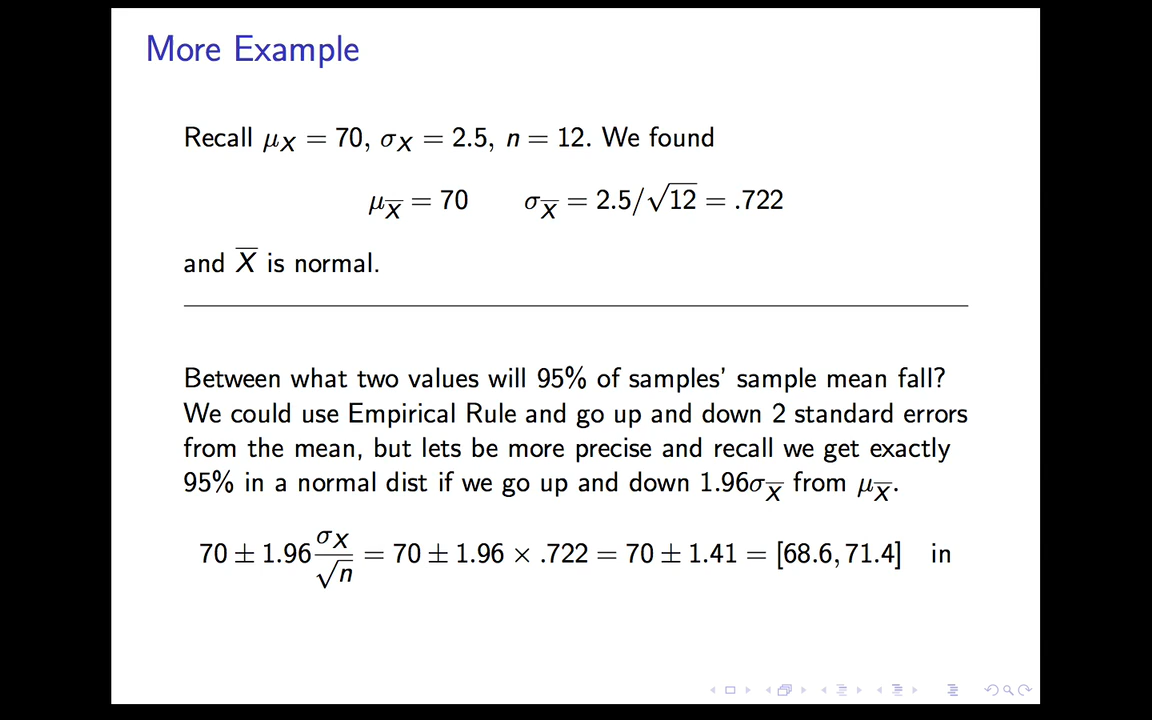 More Example
Recall μX = 70, σX = 2.5, n = 12. We found
μX̅ = 70 σX̅ = 2.5/√12 = .722
and X̅ is normal.
Between what two values will 95% of samples' sample mean fall?
We could use Empirical Rule and go up and down 2 standard errors
from the mean, but lets be more precise and recall we get exactly
95% in a normal dist if we go up and down 1.96σX̅ from μX̅.
70 ± 1.96 σX/√n = 70 ± 1.96 × .722 = 70 ± 1.41 = [68.6, 71.4] in